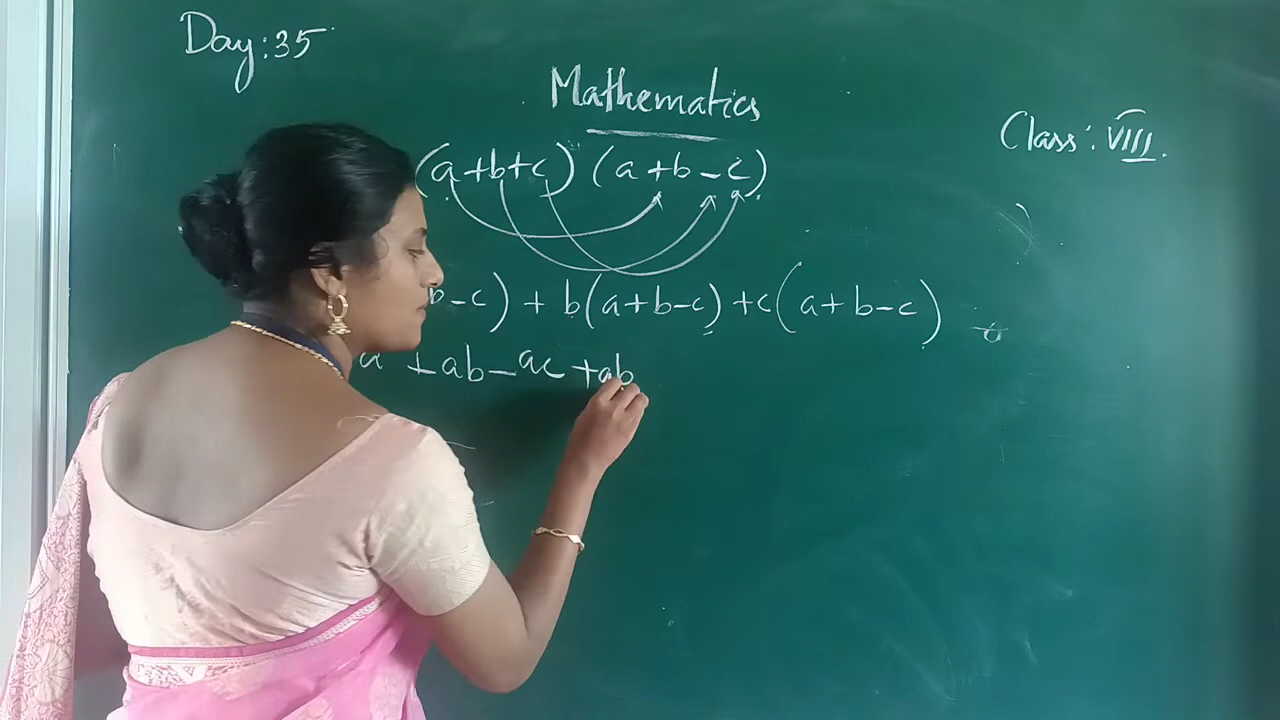 Day:35
Mathematics
Class: VIII.
(a+b+c) (a+b-c)
b-c) + b(a+b-c) +c(a+b-c)
a +ab-ac+ab